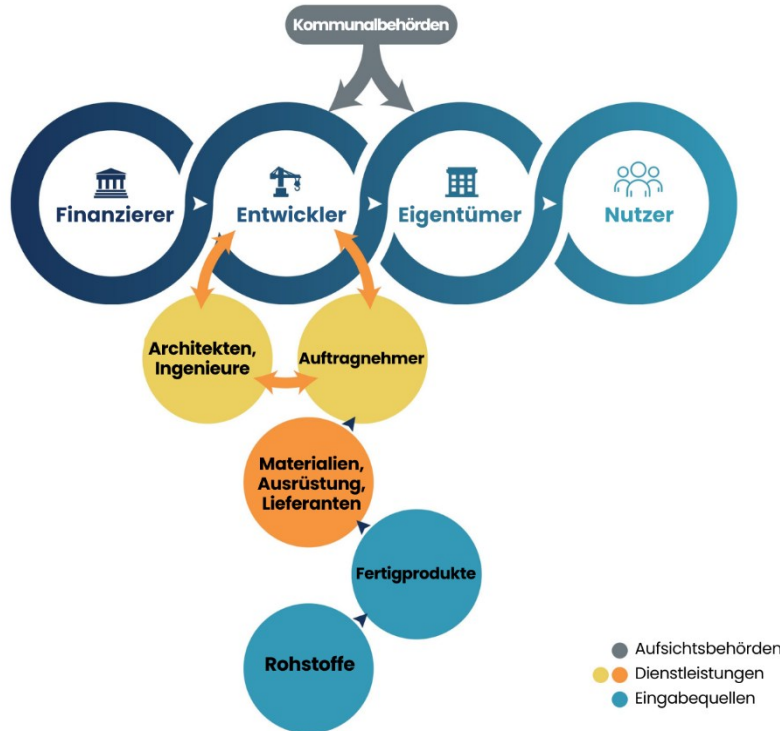 Kommunalbehörden
Finanzierer
Entwickler
Eigentümer
Nutzer
Architekten,
Ingenieure
Auftragnehmer
Materialien,
Ausrüstung,
Lieferanten
Fertigprodukte
Rohstoffe
Aufsichtsbehörden
Dienstleistungen
Eingabequellen